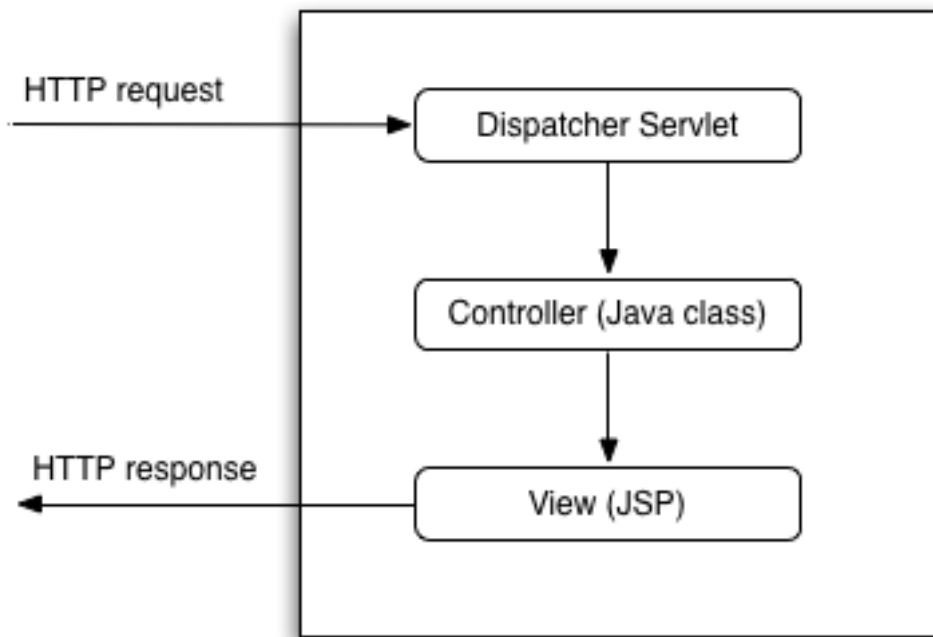 HTTP request
Dispatcher Servlet
Controller (Java class)
HTTP response
View (JSP)